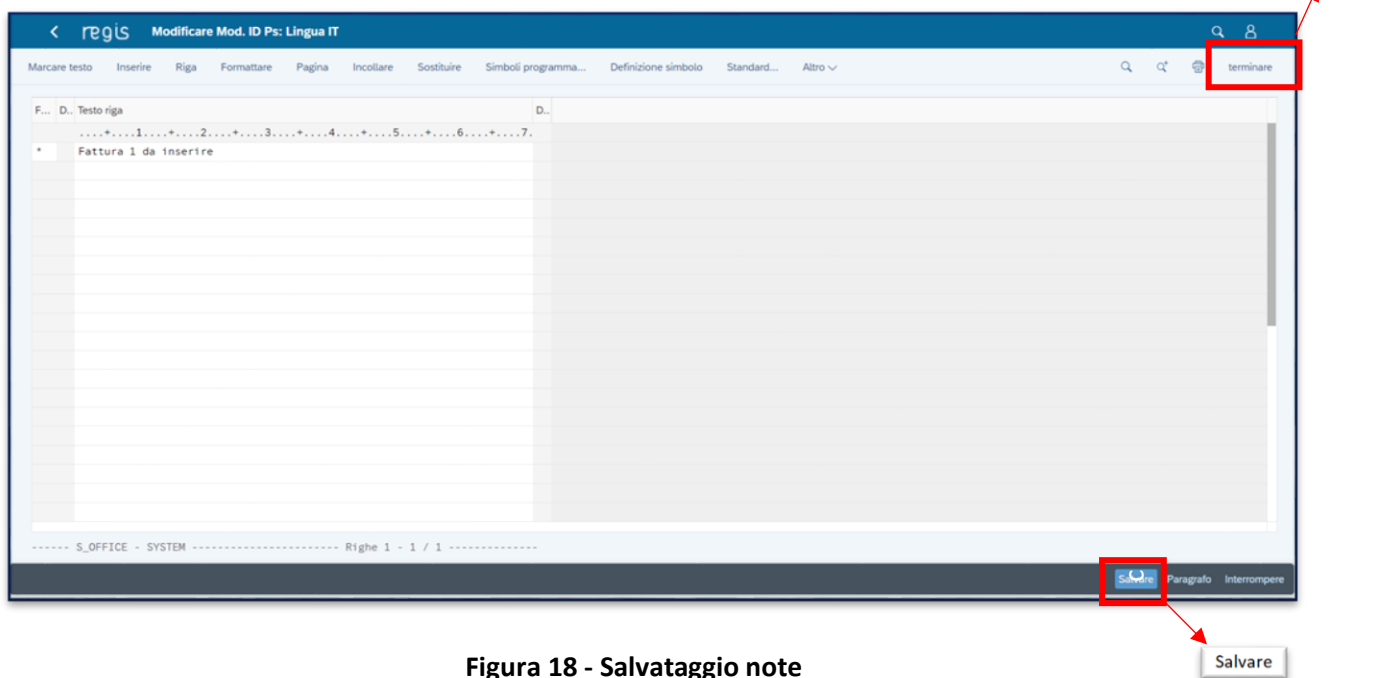 regis Modificare Mod. ID Ps: Lingua IT
Marcare testo Inserire Riga Formattare Pagina Incollare Sostituire Simboli programma... Definizione simbolo Standard... Altro terminare
F... D.. Testo riga D..
....+....1....+....2....+....3....+....4....+....5....+....6....+....7.
* Fattura 1 da inserire
------ S_OFFICE - SYSTEM ----------------------- Righe 1 - 1 / 1 --------------
Salvare Paragrafo Interrompere
Salvare
Figura 18 - Salvataggio note